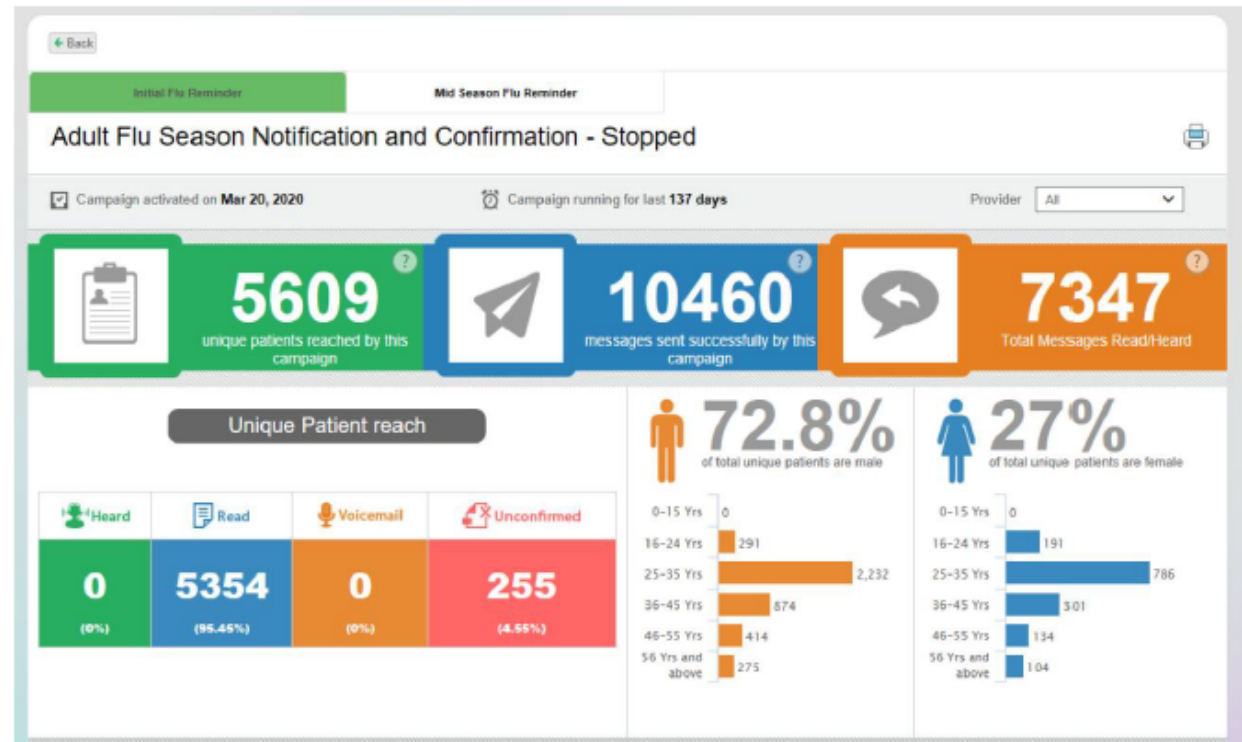 Back
Initial Flu Reminder
Mid Season Flu Reminder
Adult Flu Season Notification and Confirmation - Stopped
Campaign activated on Mar 20, 2020
Campaign running for last 137 days
Provider
All
?
5609
unique patients reached by this
campaign
?
10460
messages sent successfully by this
campaign
?
7347
Total Messages Read/Heard
Unique Patient reach
Heard
Read
Voicemail
Unconfirmed
0
5354
0
255
(0%)
(95.45%)
(0%)
(4.55%)
72.8%
of total unique patients are male
0-15 Yrs 0
16-24 Yrs 291
25-35 Yrs 2,232
36-45 Yrs 874
46-55 Yrs 414
56 Yrs and
above 275
27%
of total unique patients are female
0-15 Yrs 0
16-24 Yrs 191
25-35 Yrs 786
36-45 Yrs 301
46-55 Yrs 134
56 Yrs and
above 104